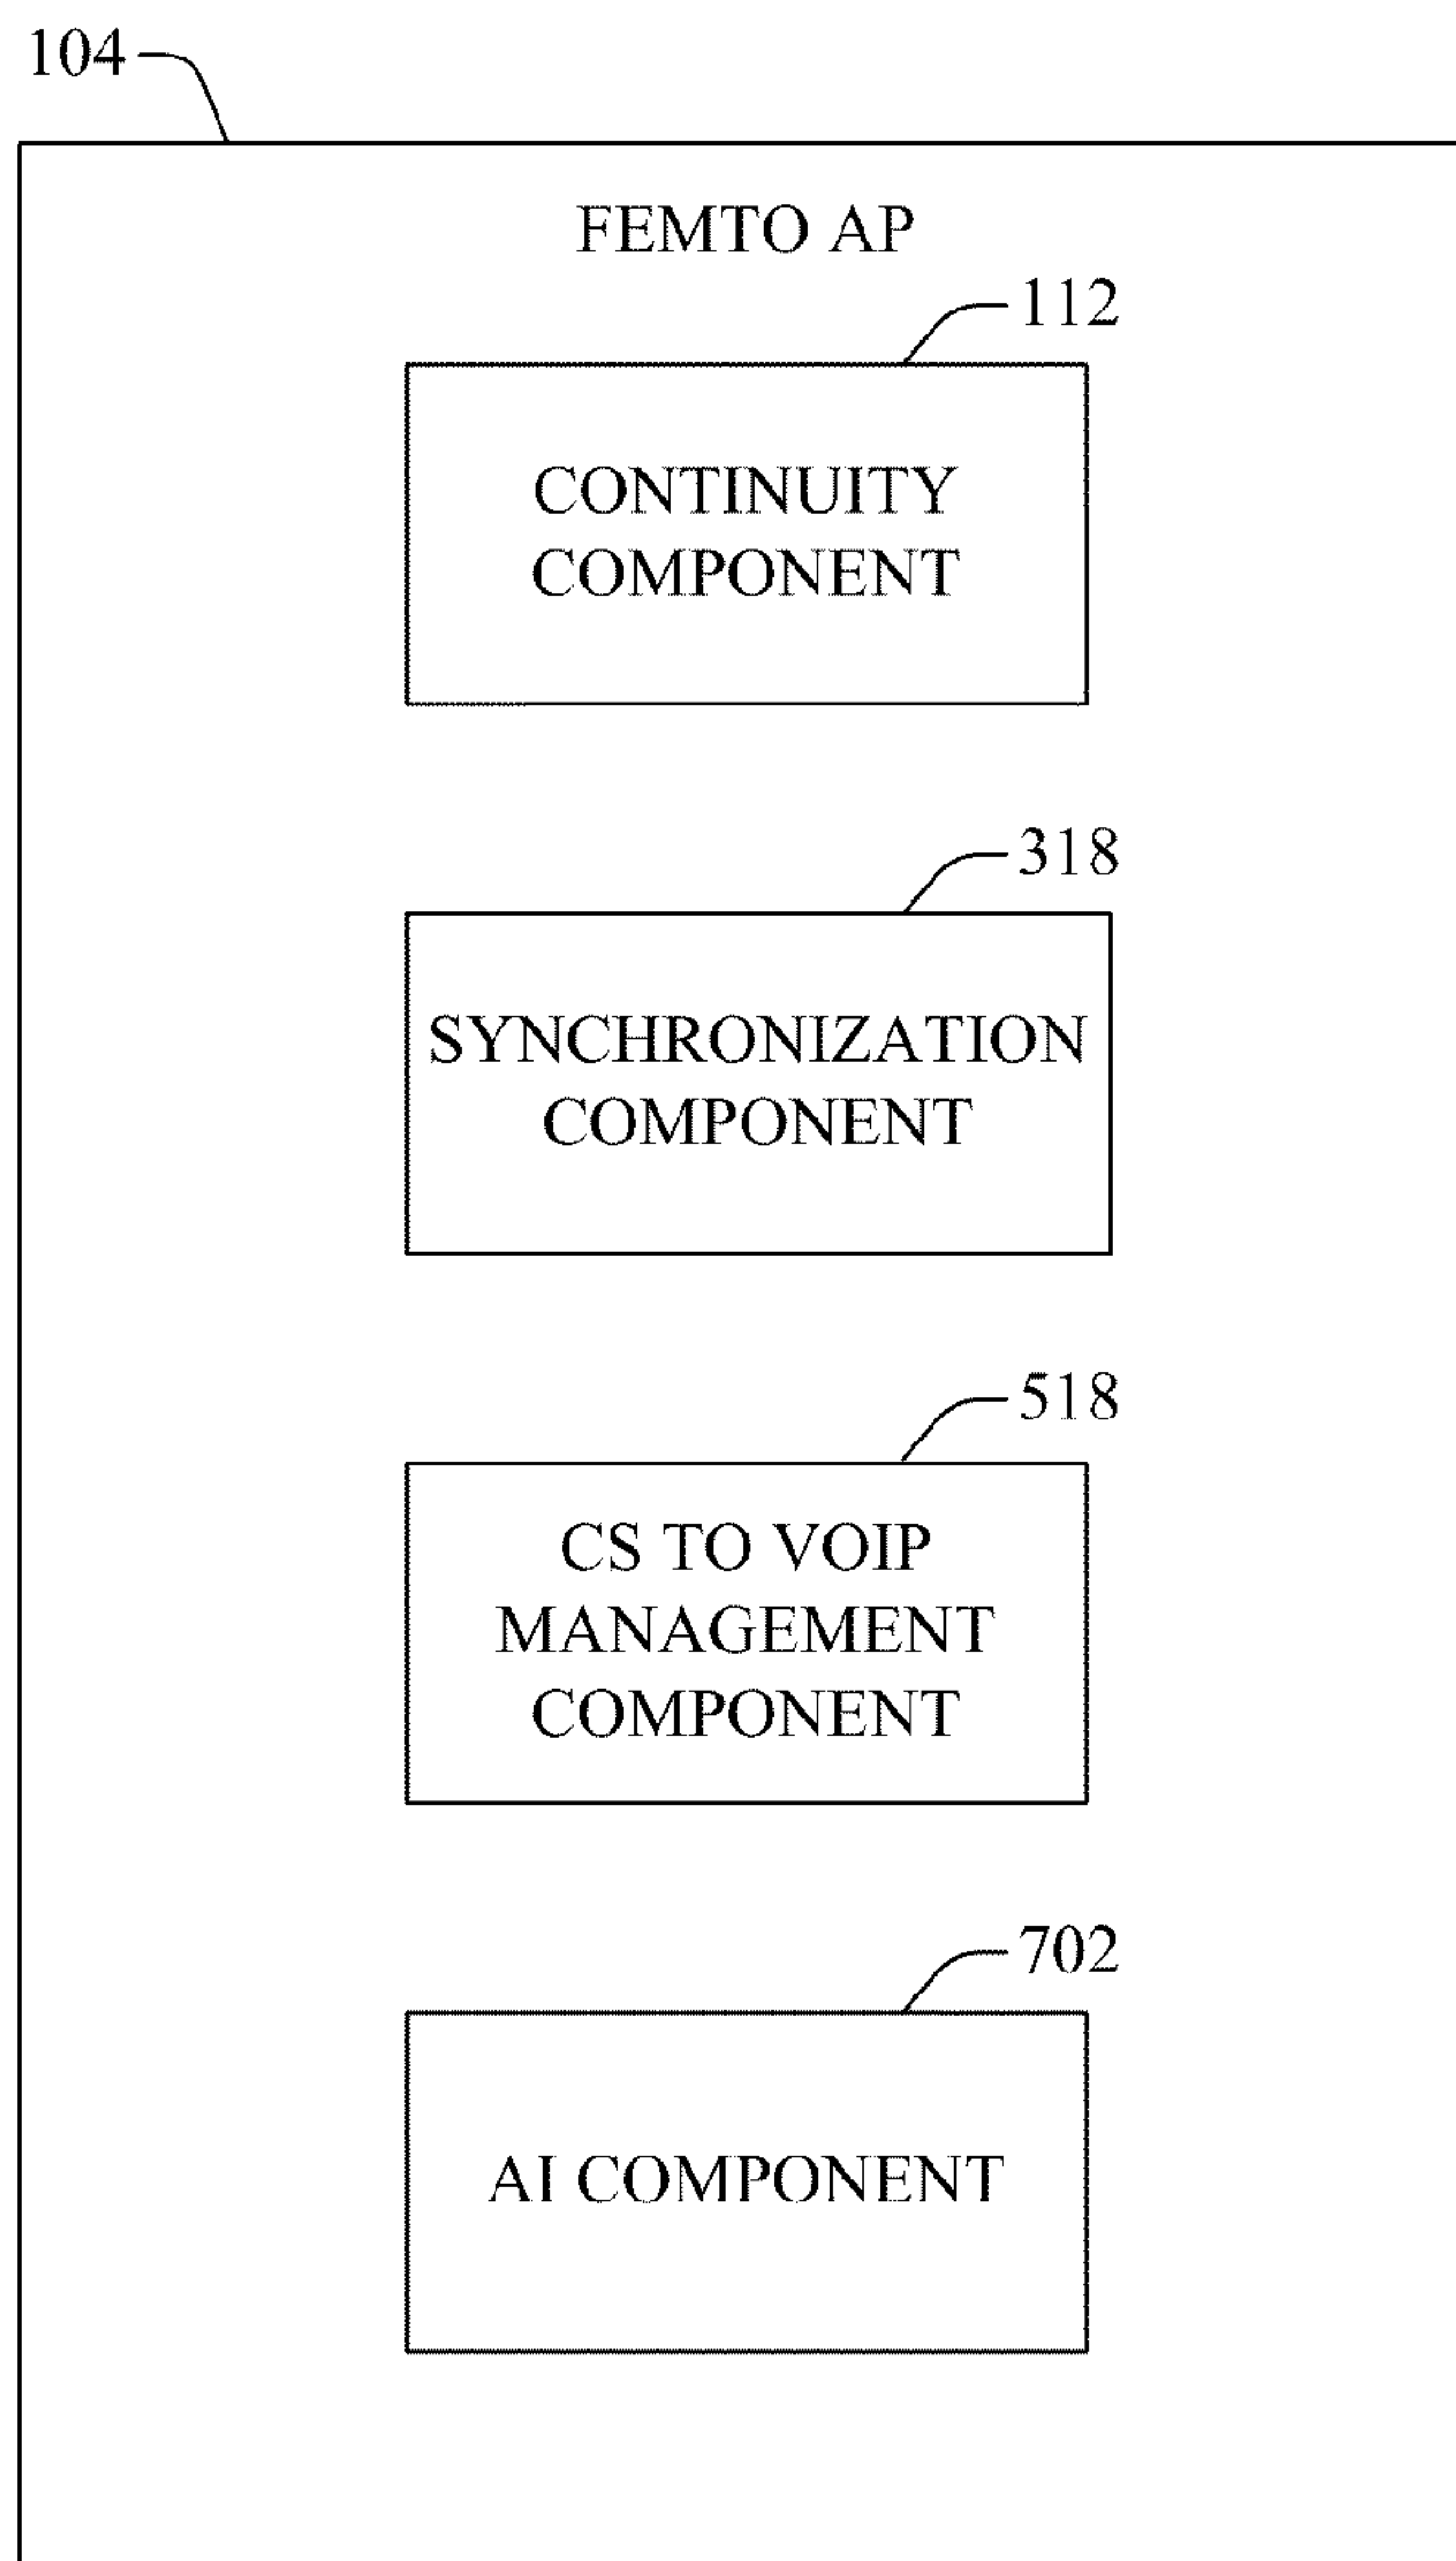 104
FEMTO AP
112
CONTINUITY
COMPONENT
318
SYNCHRONIZATION
COMPONENT
518
CS TO VOIP
MANAGEMENT
COMPONENT
702
AI COMPONENT